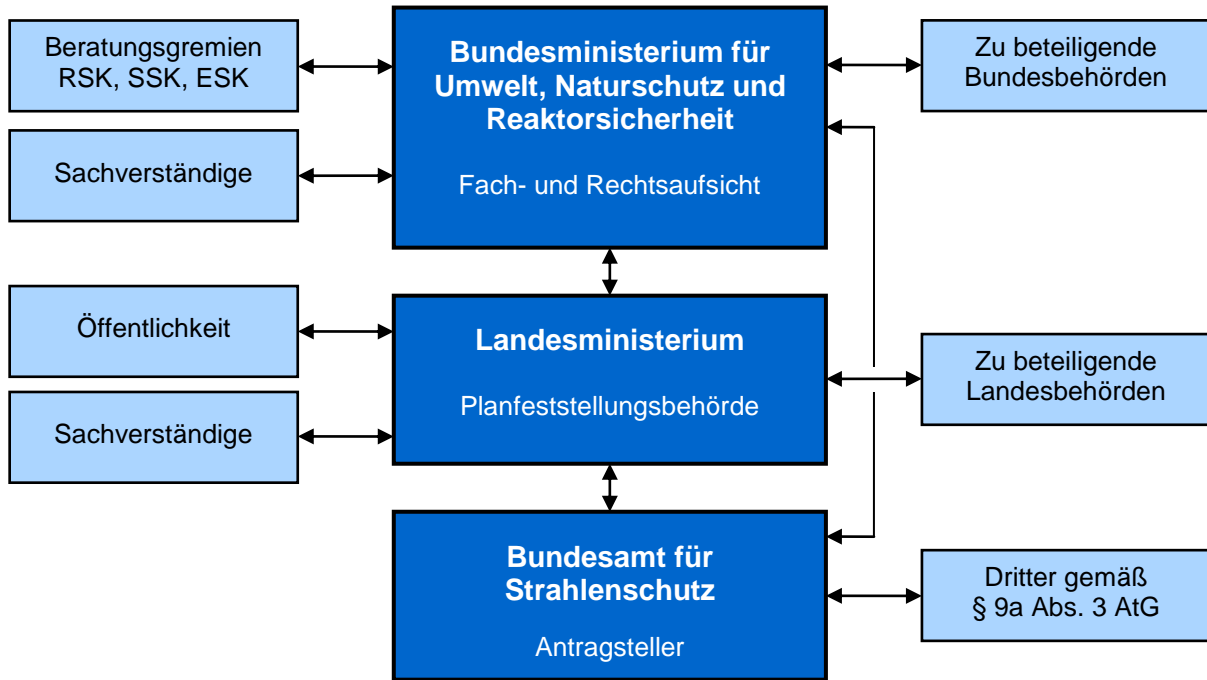 Beratungsgremien
RSK, SSK, ESK
Sachverständige
Bundesministerium für
Umwelt, Naturschutz und
Reaktorsicherheit
Fach- und Rechtsaufsicht
Zu beteiligende
Bundesbehörden
Öffentlichkeit
Sachverständige
Landesministerium
Planfeststellungsbehörde
Zu beteiligende
Landesbehörden
Bundesamt für
Strahlenschutz
Antragsteller
Dritter gemäß
§ 9a Abs. 3 AtG